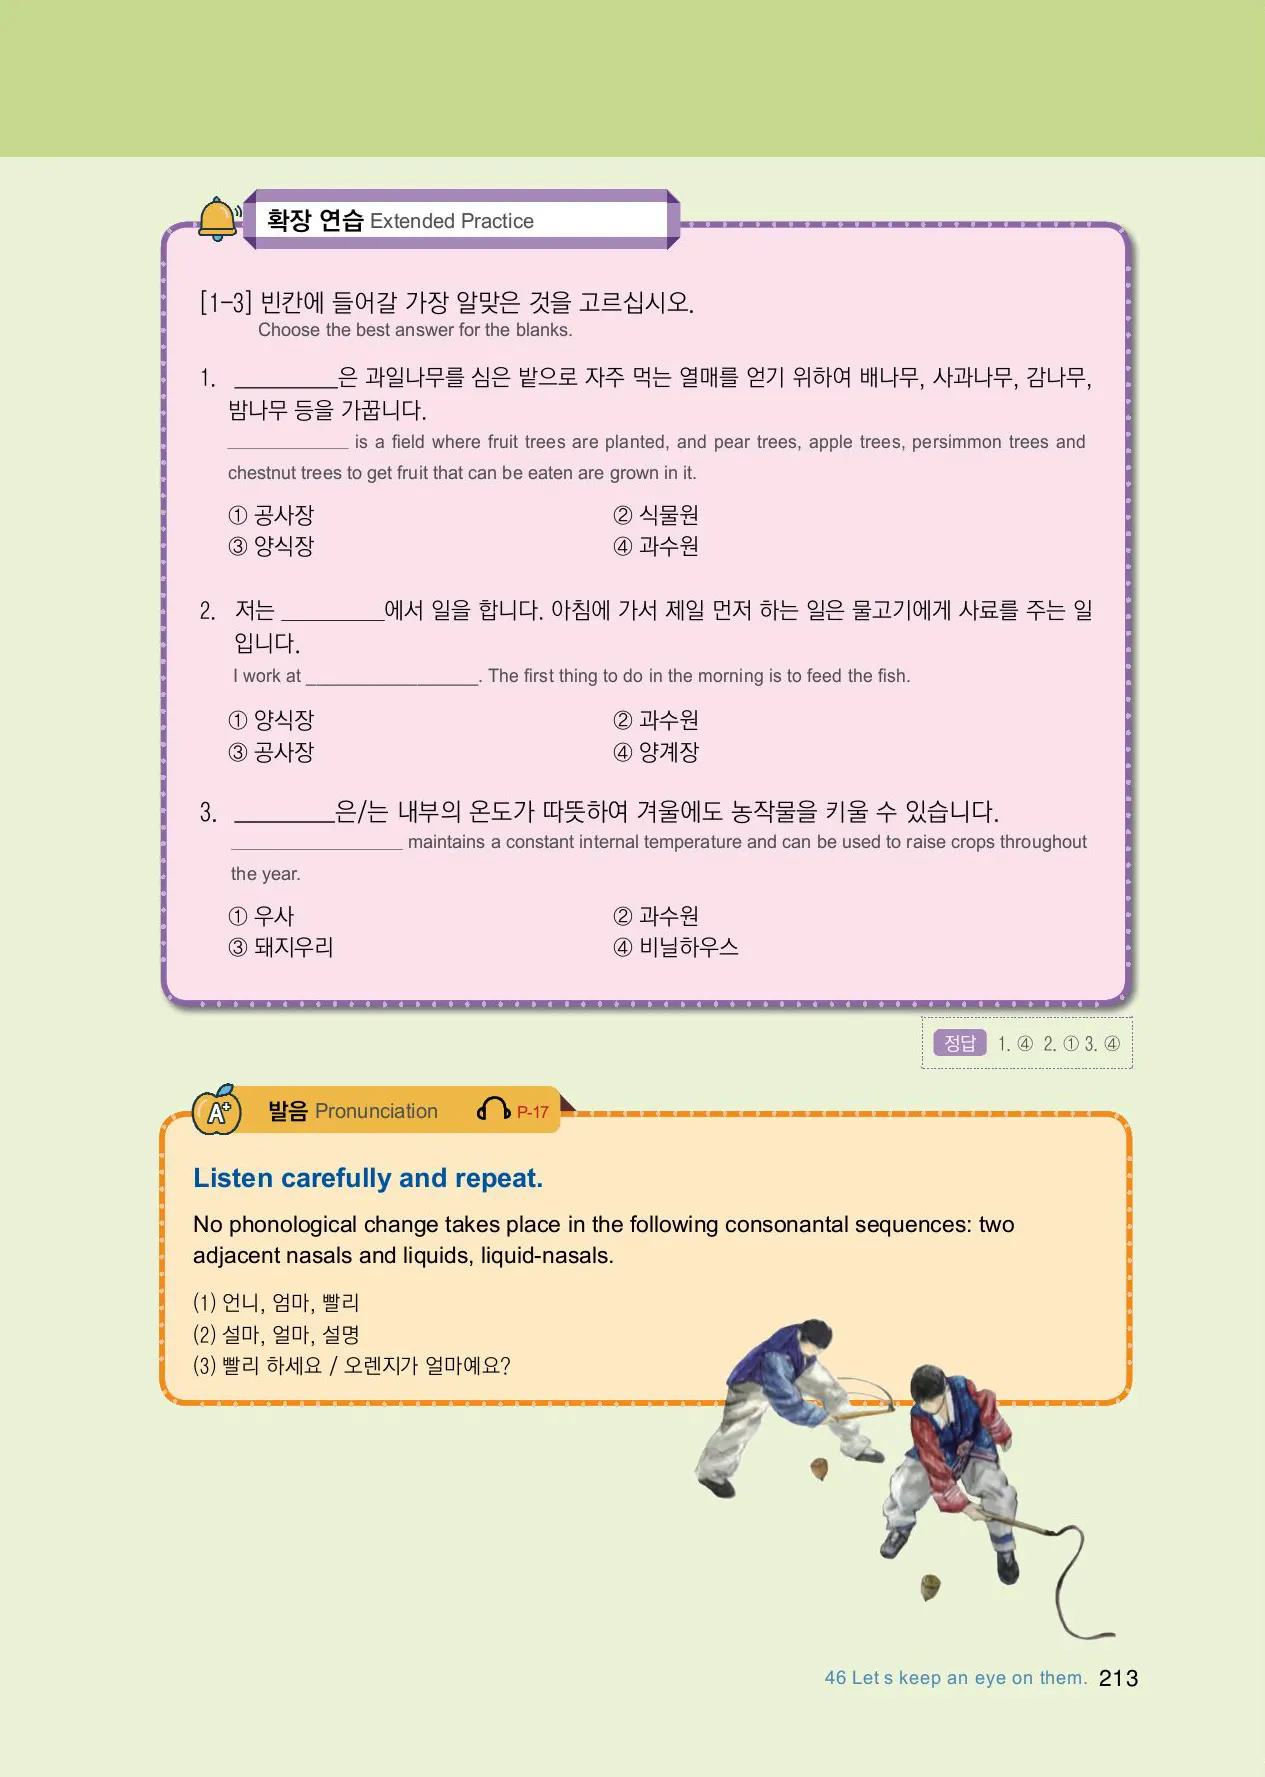 확장 연습 Extended Practice
[1-3] 빈칸에 들어갈 가장 알맞은 것을 고르십시오.
Choose the best answer for the blanks.
1. _________은 과일나무를 심은 밭으로 자주 먹는 열매를 얻기 위하여 배나무, 사과나무, 감나무,
밤나무 등을 가꿉니다.
____________ is a field where fruit trees are planted, and pear trees, apple trees, persimmon trees and
chestnut trees to get fruit that can be eaten are grown in it.
① 공사장 ② 식물원
③ 양식장 ④ 과수원
2. 저는 _________에서 일을 합니다. 아침에 가서 제일 먼저 하는 일은 물고기에게 사료를 주는 일
입니다.
I work at _________________. The first thing to do in the morning is to feed the fish.
① 양식장 ② 과수원
③ 공사장 ④ 양계장
3. _________은/는 내부의 온도가 따뜻하여 겨울에도 농작물을 키울 수 있습니다.
_________________ maintains a constant internal temperature and can be used to raise crops throughout
the year.
① 우사 ② 과수원
③ 돼지우리 ④ 비닐하우스
정답 1. ④ 2. ① 3. ④
A+ 발음 Pronunciation P-17
Listen carefully and repeat.
No phonological change takes place in the following consonantal sequences: two
adjacent nasals and liquids, liquid-nasals.
(1) 언니, 엄마, 빨리
(2) 설마, 얼마, 설명
(3) 빨리 하세요 / 오렌지가 얼마예요?
46 Let s keep an eye on them. 213